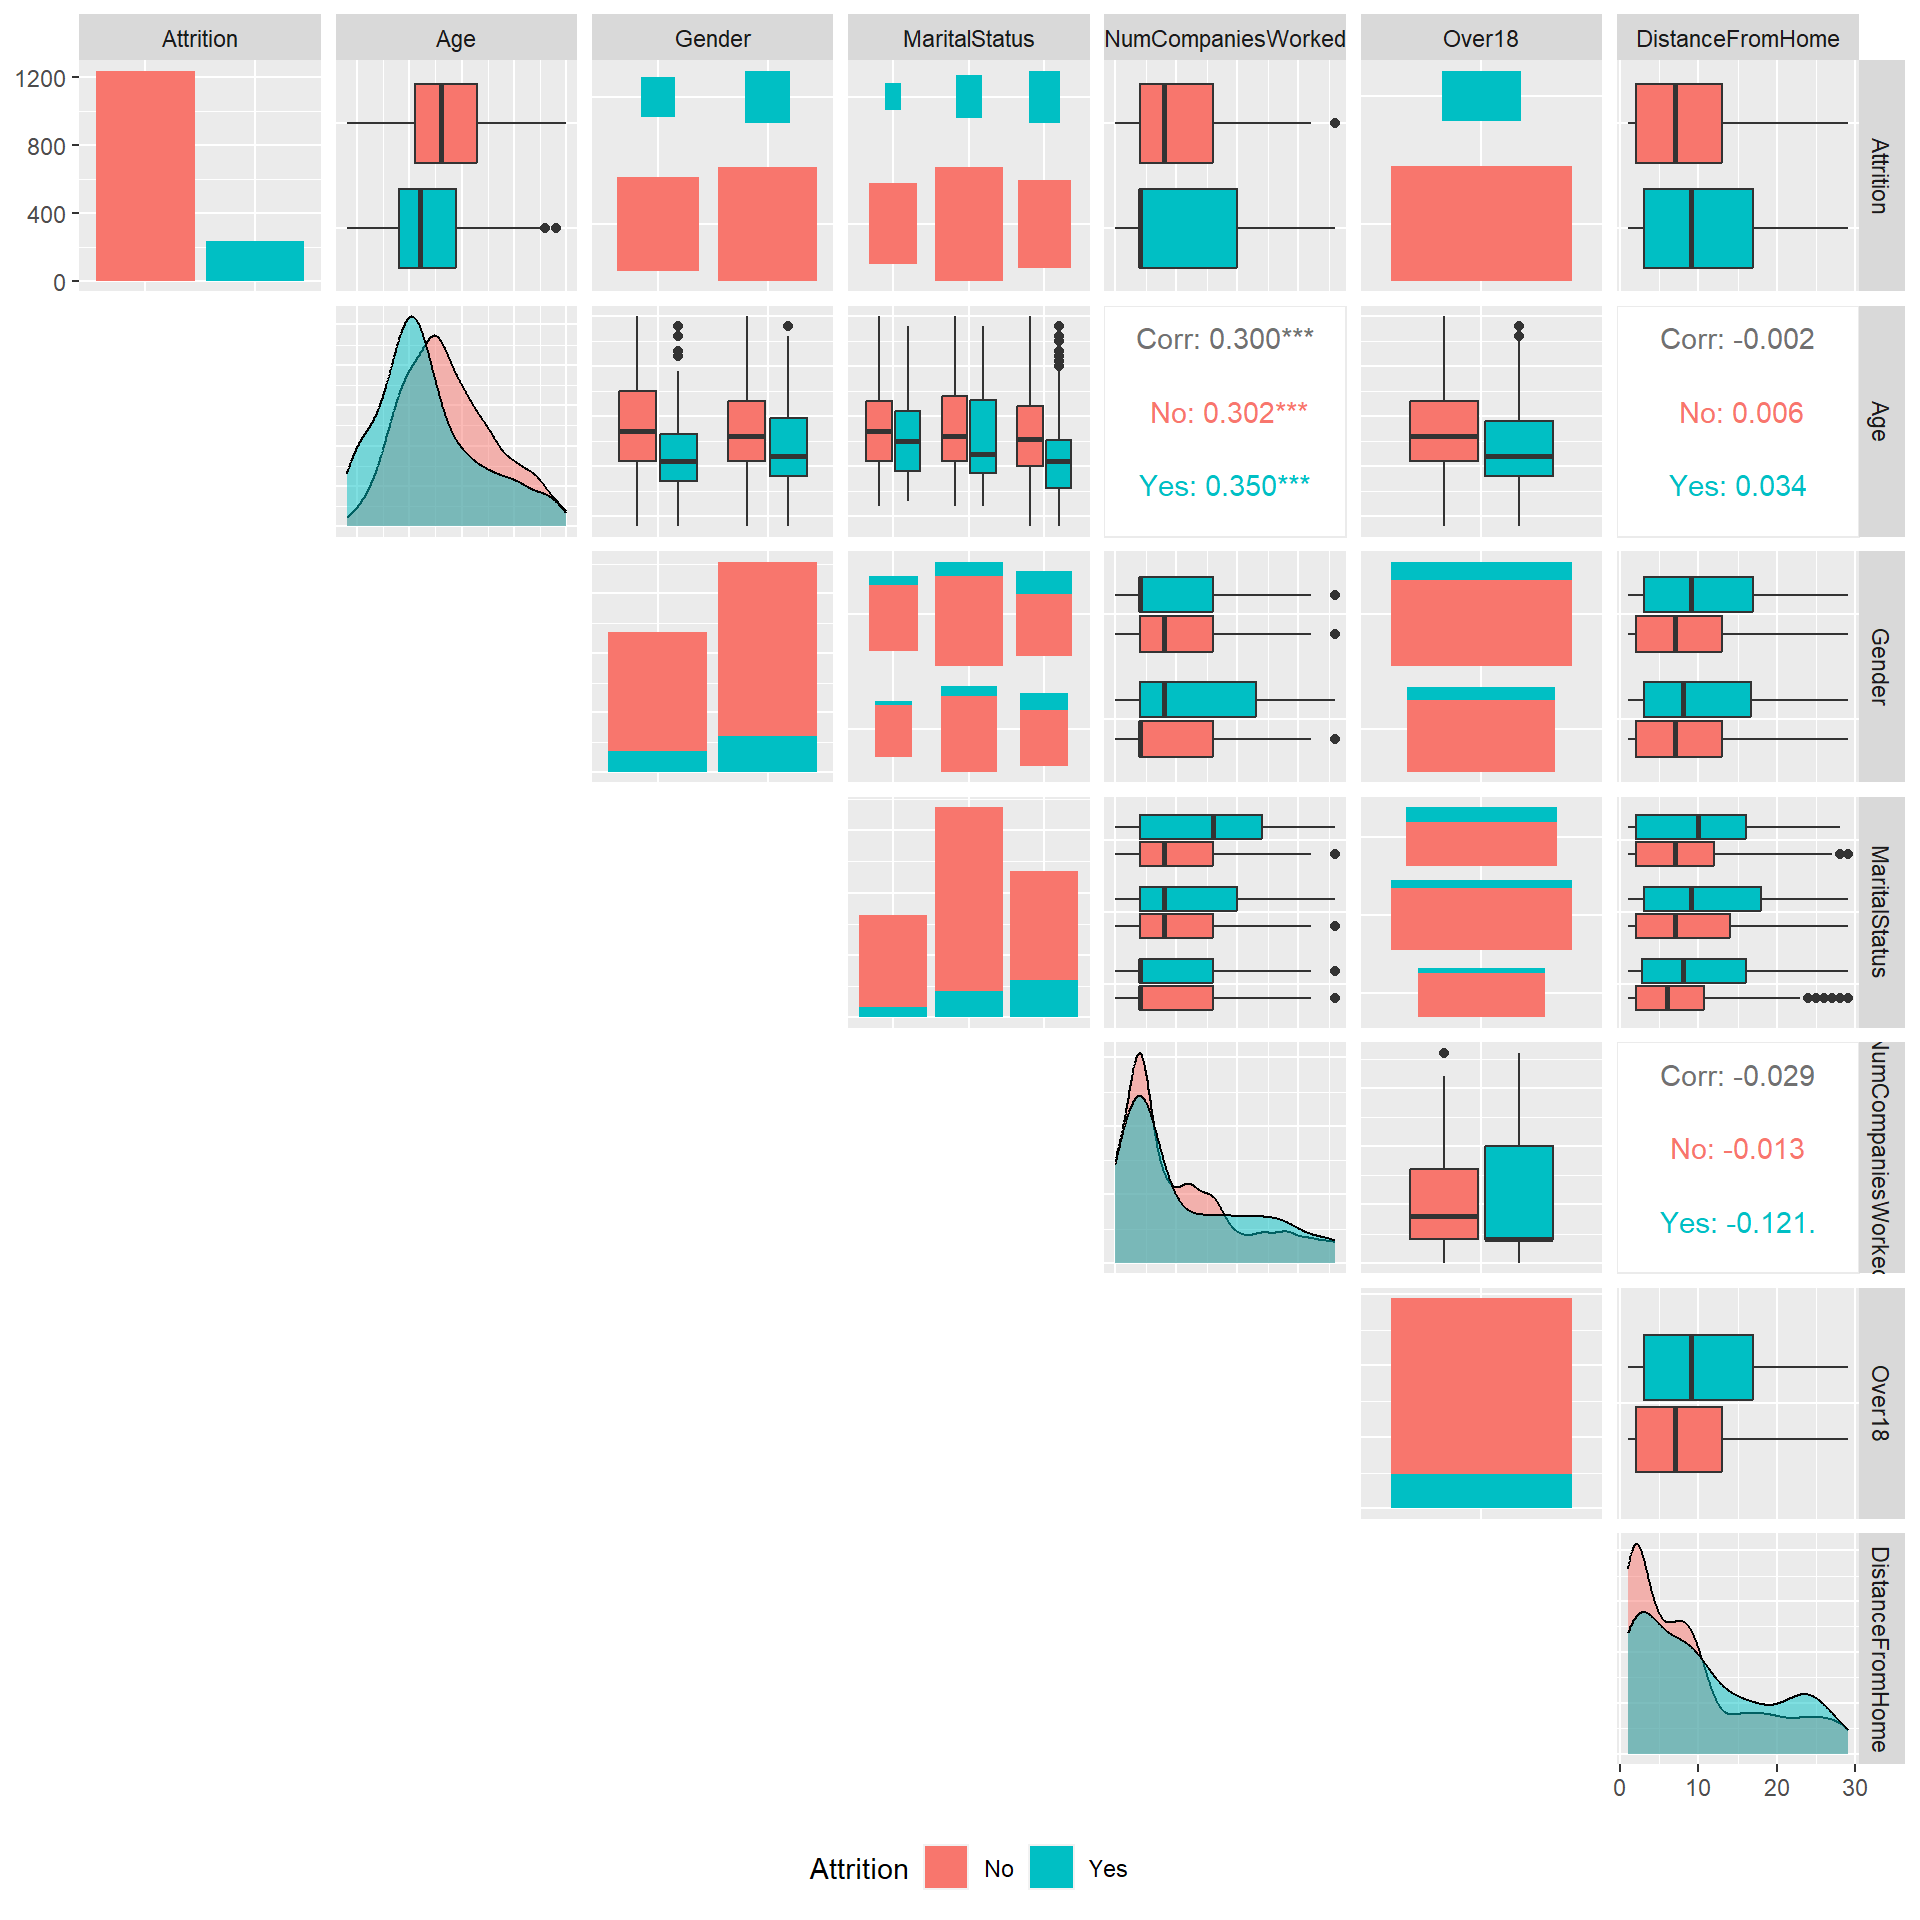 Attrition Age Gender MaritalStatus NumCompaniesWorked Over18 DistanceFromHome
1200
800
400
0
Attrition
Corr: 0.300***
No: 0.302***
Yes: 0.350***
Corr: -0.002
No: 0.006
Yes: 0.034
Age
Gender
MaritalStatus
Corr: -0.029
No: -0.013
Yes: -0.121.
NumCompaniesWorked
Over18
DistanceFromHome
0 10 20 30
Attrition No Yes